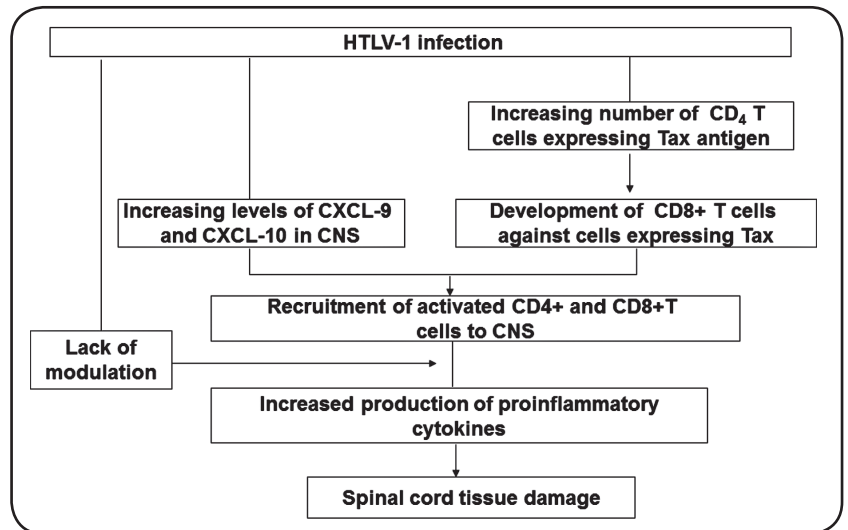 HTLV-1 infection
Increasing number of CD₄ T
cells expressing Tax antigen
Increasing levels of CXCL-9
and CXCL-10 in CNS
Development of CD8+ T cells
against cells expressing Tax
Recruitment of activated CD4+ and CD8+T
cells to CNS
Lack of
modulation
Increased production of proinflammatory
cytokines
Spinal cord tissue damage